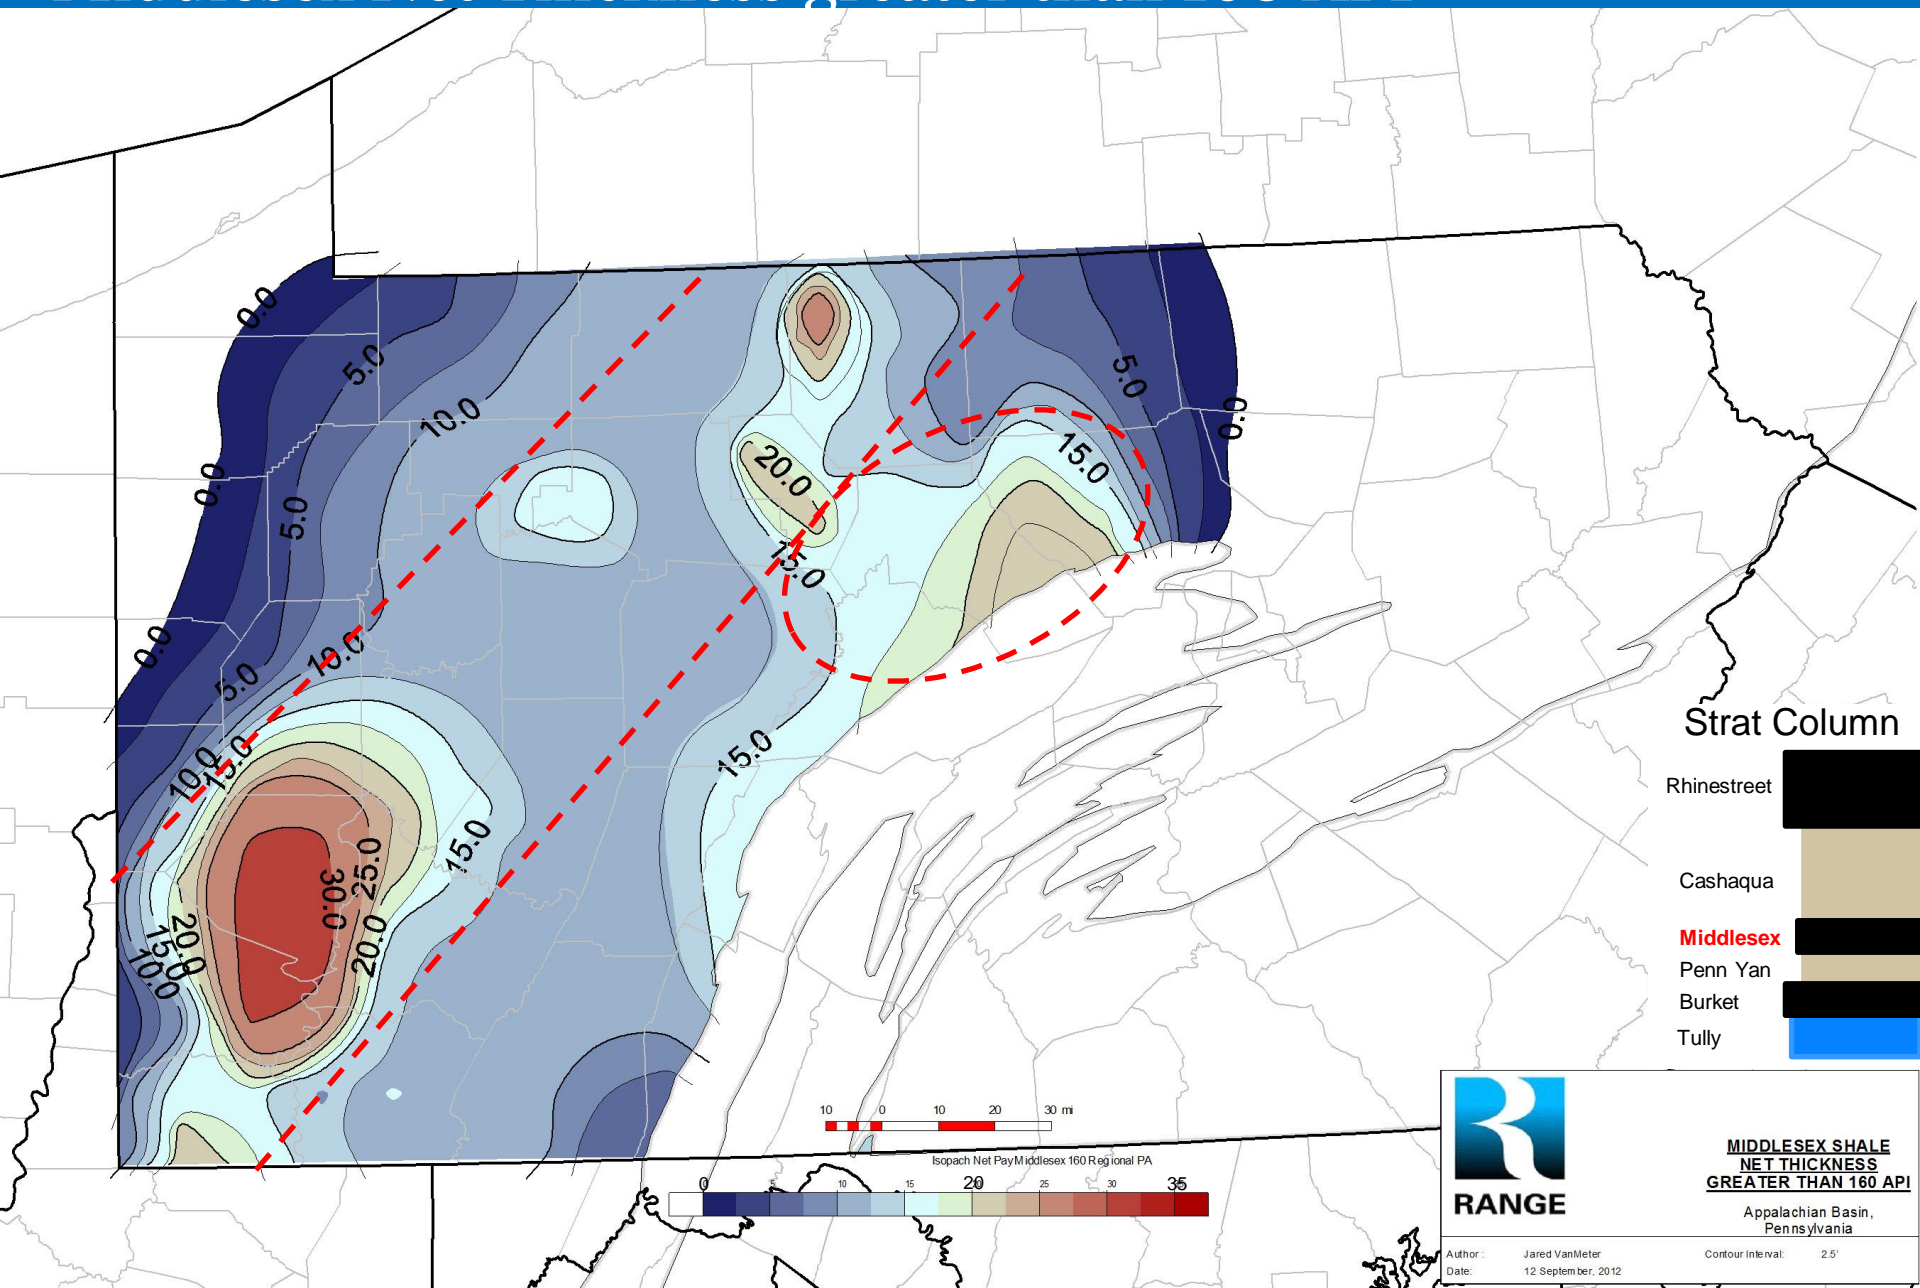 0.0
5.0
10.0
5.0
0.0
20.0
15.0
0.0
5.0
15.0
0.0
10.0
5.0
15.0
10.0
15.0
15.0
25.0
30.0
20.0
20.0
15.0
10.0
Strat Column
Rhinestreet
Cashaqua
Middlesex
Penn Yan
Burket
Tully
10 0 10 20 30 mi
Isopach Net Pay Middlesex 160 Regional PA
0 5 10 15 20 25 30 35
RANGE
MIDDLESEX SHALE
NET THICKNESS
GREATER THAN 160 API
Appalachian Basin,
Pennsylvania
Author : Jared VanMeter Contour Interval: 2.5'
Date: 12 September, 2012